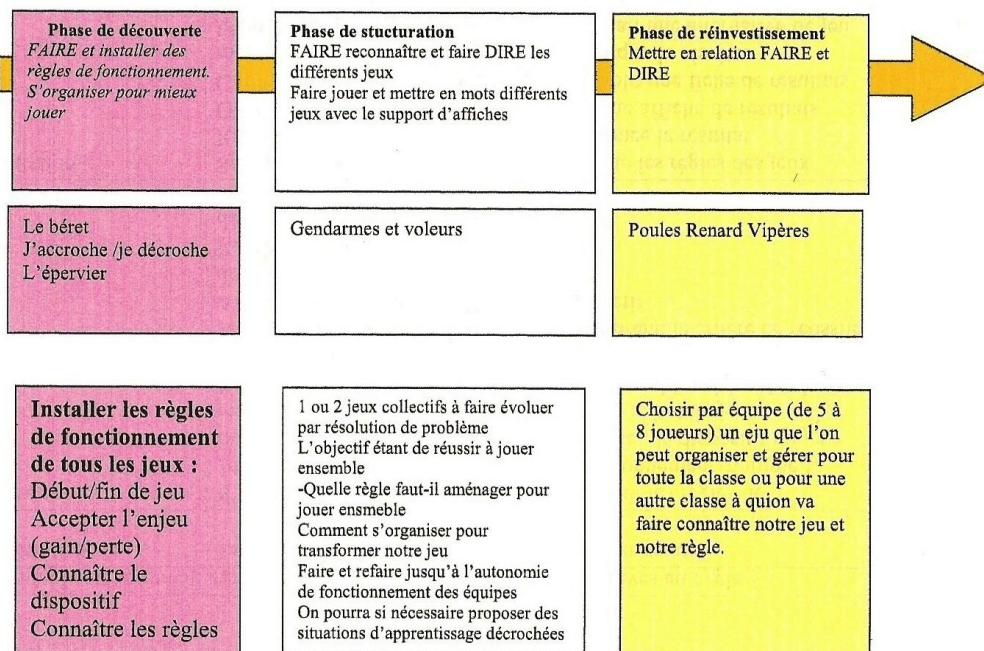 Phase de découverte
FAIRE et installer des
règles de fonctionnement.
S'organiser pour mieux
jouer
Phase de stucturation
FAIRE reconnaître et faire DIRE les
différents jeux
Faire jouer et mettre en mots différents
jeux avec le support d'affiches
Phase de réinvestissement
Mettre en relation FAIRE et
DIRE
Le béret
J'accroche /je décroche
L'épervier
Gendarmes et voleurs
Poules Renard Vipères
Installer les règles
de fonctionnement
de tous les jeux :
Début/fin de jeu
Accepter l'enjeu
(gain/perte)
Connaître le
dispositif
Connaître les règles
1 ou 2 jeux collectifs à faire évoluer
par résolution de problème
L'objectif étant de réussir à jouer
ensemble
-Quelle règle faut-il aménager pour
jouer ensmeble
Comment s'organiser pour
transformer notre jeu
Faire et refaire jusqu'à l'autonomie
de fonctionnement des équipes
On pourra si nécessaire proposer des
situations d'apprentissage décrochées
Choisir par équipe (de 5 à
8 joueurs) un eju que l'on
peut organiser et gérer pour
toute la classe ou pour une
autre classe à quion va
faire connaître notre jeu et
notre règle.